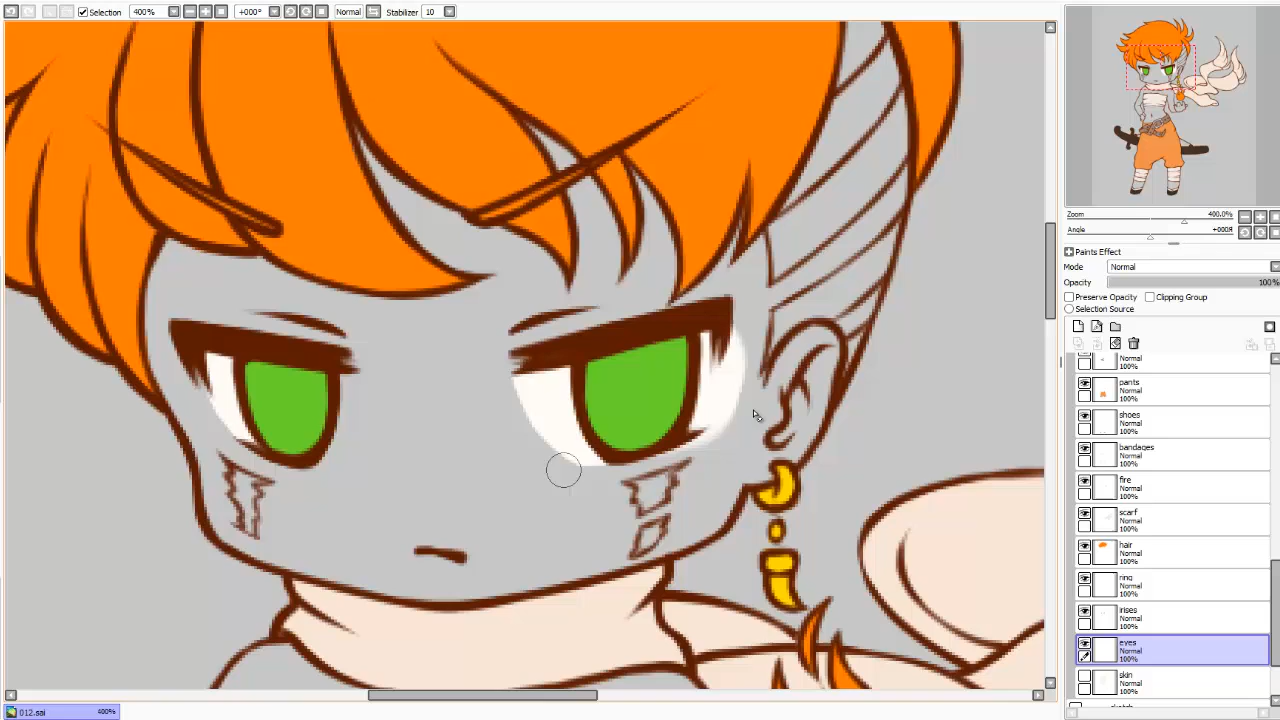 Selection 400% +000° Normal Stabilizer 10
Zoom 400.0%
Angle +000R
Paints Effect
Mode Normal
Opacity 100%
Preserve Opacity Clipping Group
Selection Source
Normal
100%
pants
Normal
100%
shoes
Normal
100%
bandages
Normal
100%
fire
Normal
100%
scarf
Normal
100%
hair
Normal
100%
ring
Normal
100%
irises
Normal
100%
eyes
Normal
100%
skin
Normal
100%
012.sai 400%